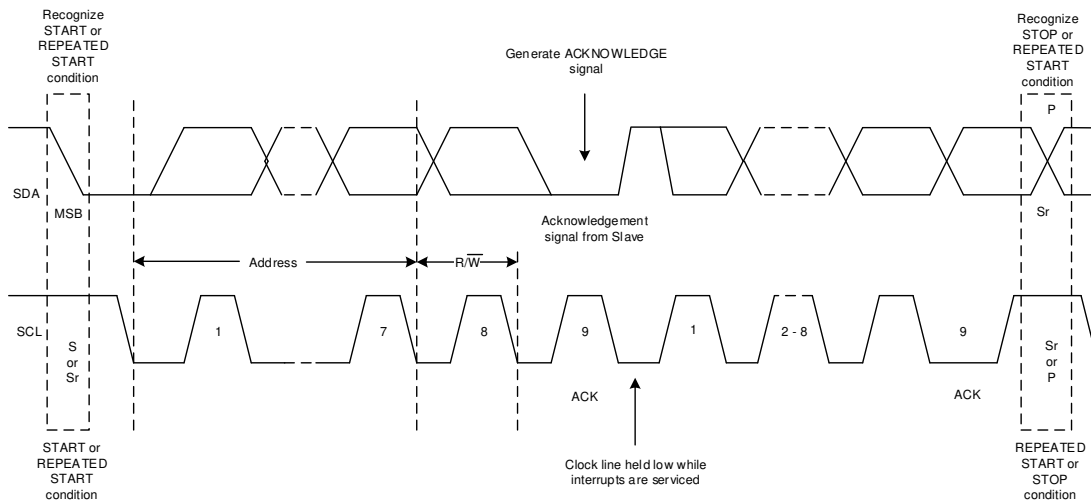 Recognize
START or
REPEATED
START
condition
Generate ACKNOWLEDGE
signal
Recognize
STOP or
REPEATED
START
condition
P
SDA
MSB
Acknowledgement
signal from Slave
Sr
Address
R/W̅
SCL
S
or
Sr
1
7
8
9
1
2 - 8
9
Sr
or
P
ACK
ACK
START or
REPEATED
START
condition
Clock line held low while
interrupts are serviced
REPEATED
START or
STOP
condition